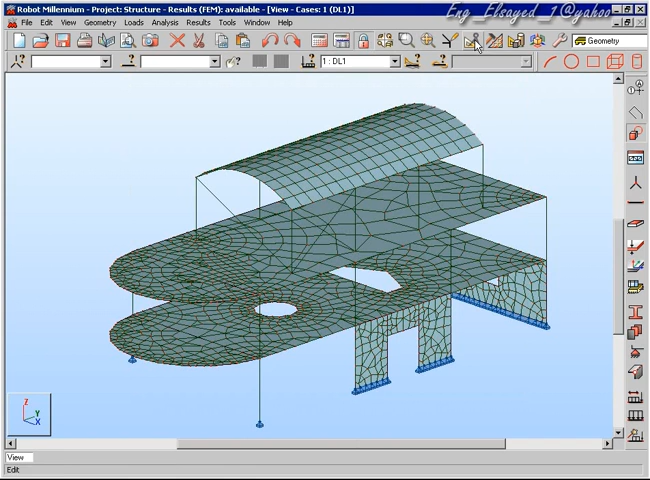 Robot Millennium - Project: Structure - Results (FEM): available - [View - Cases: 1 (DL1)]
Eng_Elsayed_1@yahoo
File Edit View Geometry Loads Analysis Results Tools Window Help
Geometry
1 : DL1
Z
Y
X
View
Edit